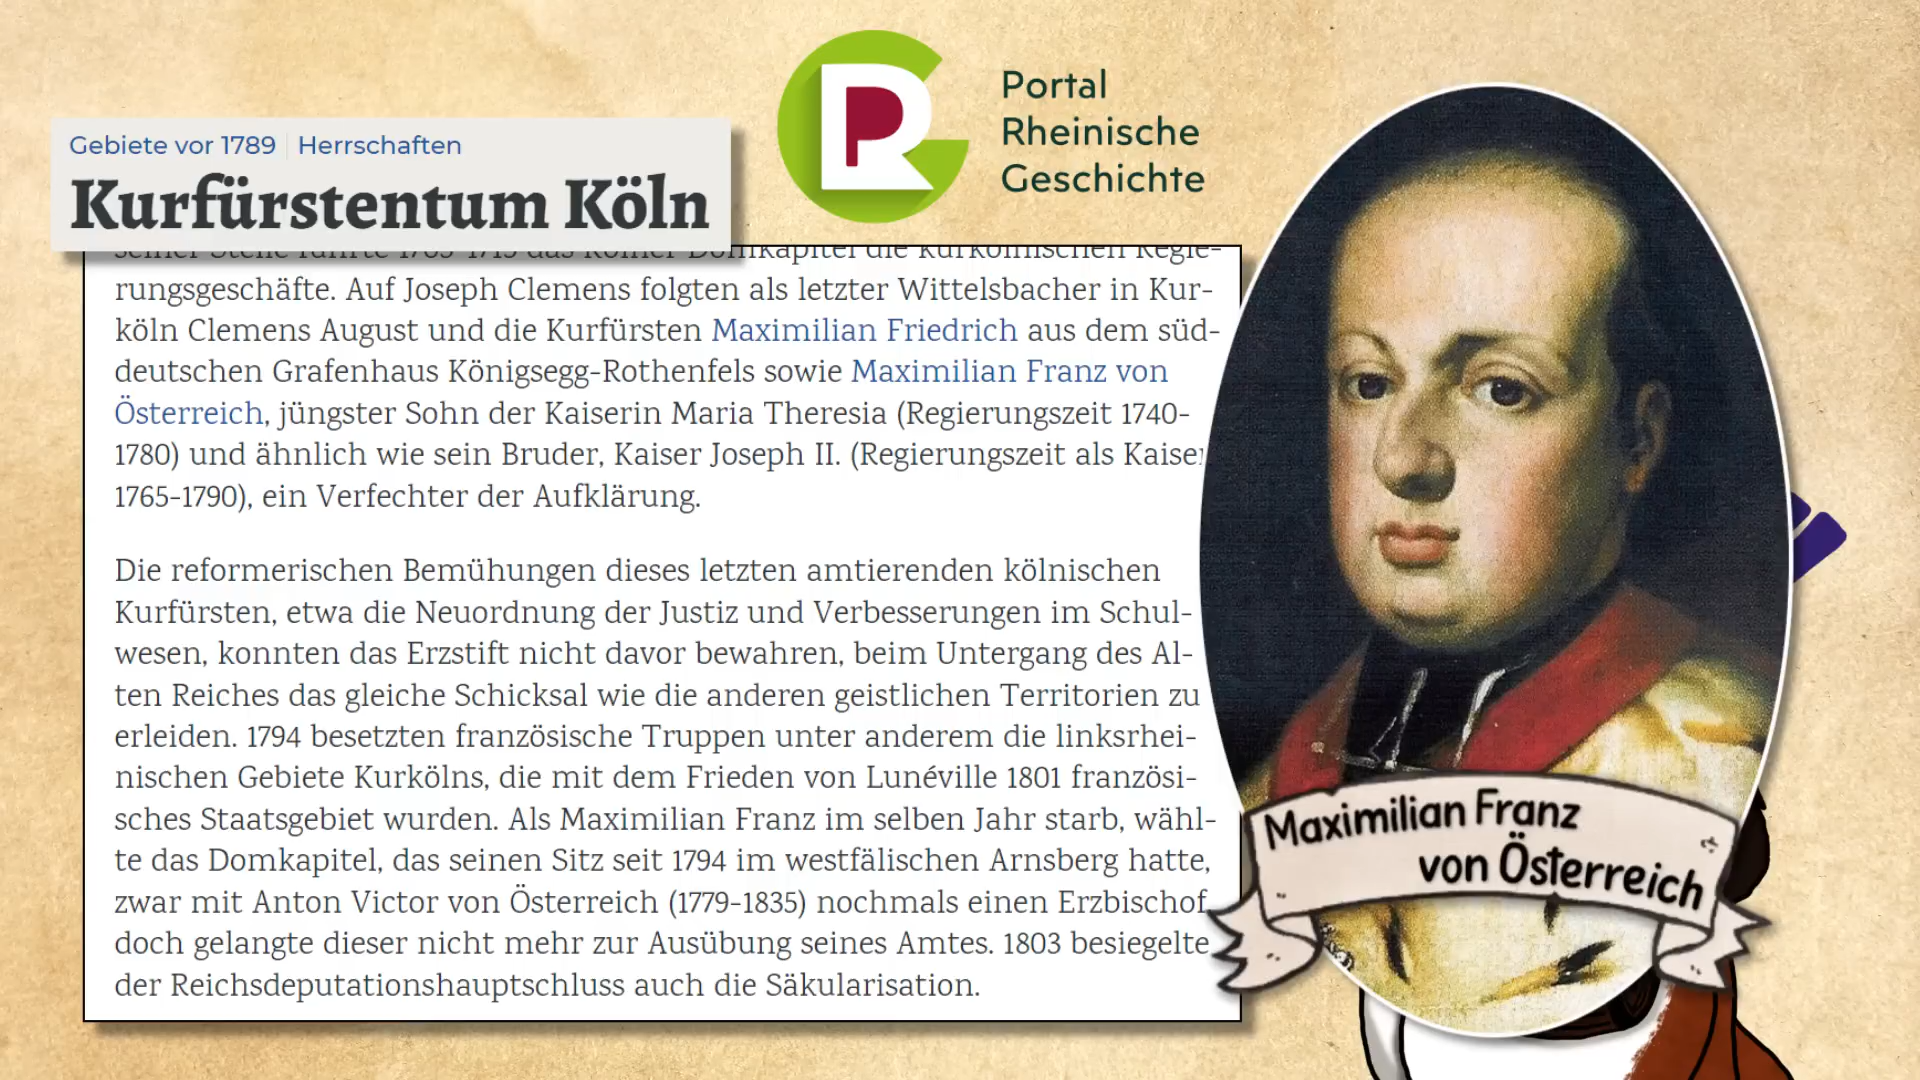 Portal
Rheinische
Geschichte
Gebiete vor 1789 Herrschaften
Kurfürstentum Köln
seiner Stelle führte das Kölner Domkapitel die kurkölnischen Regie-
rungsgeschäfte. Auf Joseph Clemens folgten als letzter Wittelsbacher in Kur-
köln Clemens August und die Kurfürsten Maximilian Friedrich aus dem süd-
deutschen Grafenhaus Königsegg-Rothenfels sowie Maximilian Franz von
Österreich, jüngster Sohn der Kaiserin Maria Theresia (Regierungszeit 1740-
1780) und ähnlich wie sein Bruder, Kaiser Joseph II. (Regierungszeit als Kaiser
1765-1790), ein Verfechter der Aufklärung.
Die reformerischen Bemühungen dieses letzten amtierenden kölnischen
Kurfürsten, etwa die Neuordnung der Justiz und Verbesserungen im Schul-
wesen, konnten das Erzstift nicht davor bewahren, beim Untergang des Al-
ten Reiches das gleiche Schicksal wie die anderen geistlichen Territorien zu
erleiden. 1794 besetzten französische Truppen unter anderem die linksrhei-
nischen Gebiete Kurkölns, die mit dem Frieden von Lunéville 1801 französi-
sches Staatsgebiet wurden. Als Maximilian Franz im selben Jahr starb, wähl-
te das Domkapitel, das seinen Sitz seit 1794 im westfälischen Arnsberg hatte,
zwar mit Anton Victor von Österreich (1779-1835) nochmals einen Erzbischof
doch gelangte dieser nicht mehr zur Ausübung seines Amtes. 1803 besiegelte
der Reichsdeputationshauptschluss auch die Säkularisation.
Maximilian Franz
von Österreich